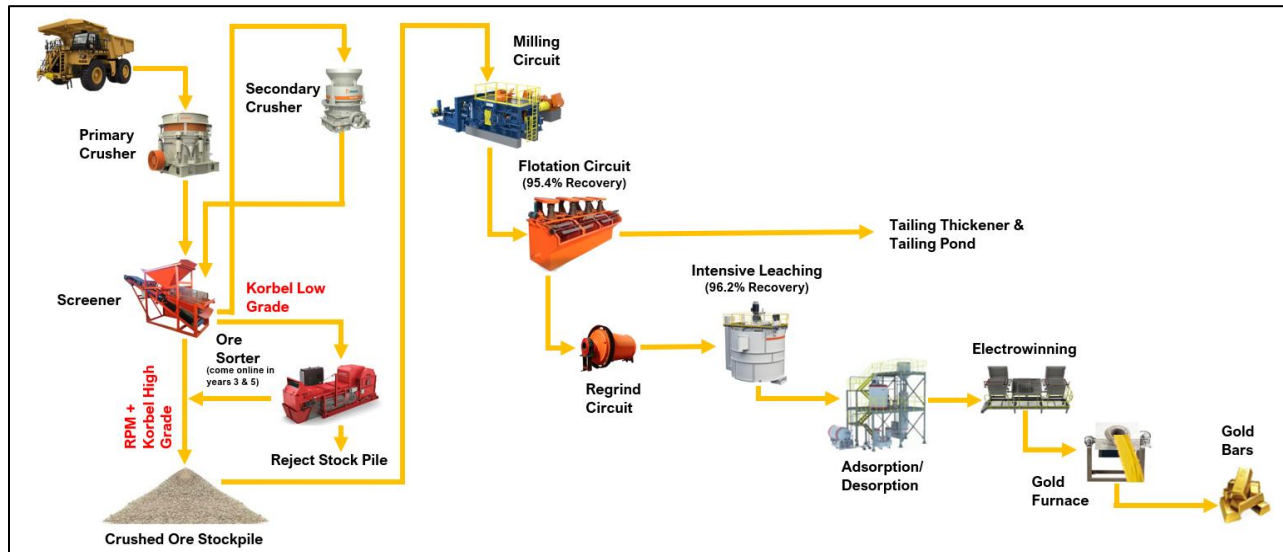 Primary
Crusher
Secondary
Crusher
Screener
Korbel Low
Grade
Ore
Sorter
(come online in
years 3 & 5)
RPM +
Korbel High
Grade
Reject Stock Pile
Crushed Ore Stockpile
Milling
Circuit
Flotation Circuit
(95.4% Recovery)
Tailing Thickener &
Tailing Pond
Regrind
Circuit
Intensive Leaching
(96.2% Recovery)
Adsorption/
Desorption
Electrowinning
Gold
Furnace
Gold
Bars